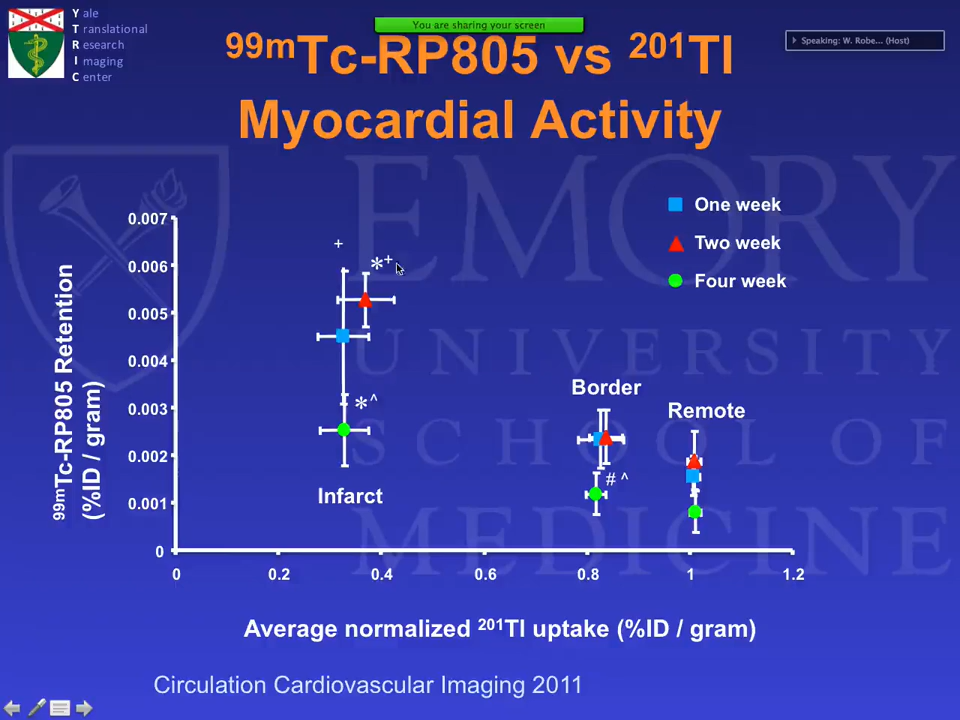 Yale
Translational
Research
Imaging
Center
You are sharing your screen
Speaking: W. Robe... (Host)
99mTc-RP805 vs 201Tl
Myocardial Activity
EMORY
UNIVERSITY
SCHOOL OF
MEDICINE
One week
Two week
Four week
0.007
0.006
0.005
0.004
0.003
0.002
0.001
0
99mTc-RP805 Retention
(%ID / gram)
+
*+
*^
Infarct
Border
# ^
Remote
0 0.2 0.4 0.6 0.8 1 1.2
Average normalized 201Tl uptake (%ID / gram)
Circulation Cardiovascular Imaging 2011